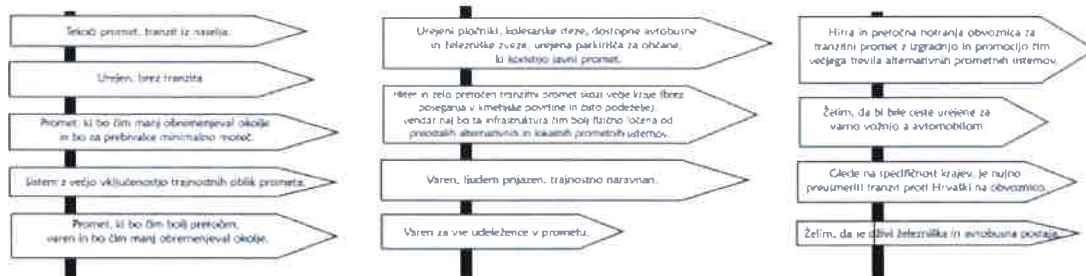 Tekoči promet, tranzit iz naselja.
Urejen, brez tranzita
Promet, ki bo čim manj obremenjeval okolje
in bo za prebivalce minimalno moteč.
Sistem z večjo vključenostjo trajnostnih oblik prometa.
Promet, ki bo čim bolj pretočen,
varen in bo čim manj obremenjeval okolje.
Urejeni pločniki, kolesarske steze, dostopne avtobusne
in železniške zveze, urejena parkirišča za občane,
ki koristijo javni promet.
Hiter in zelo pretočen tranzitni promet skozi večje kraje (brez
poseganja v kmetijske površine in čisto podeželje),
vendar naj bo ta infrastruktura čim bolj fizično ločena od
preostalih alternativnih in lokalnih prometnih ustemov.
Varen, ljudem prijazen, trajnostno naravnan.
Varen za vse udeležence v prometu.
Hitra in pretočna notranja obvoznica za
tranzitni promet z izgradnjo in promocijo čim
večjega števila alternativnih prometnih ustemov.
Želim, da bi bile ceste urejene za
varno vožnjo z avtomobilom
Glede na specifičnost krajev, je nujno
preusmeriti tranzit proti Hrvaški na obvoznico.
Želim, da se oživi železniška in avtobusna postaja.